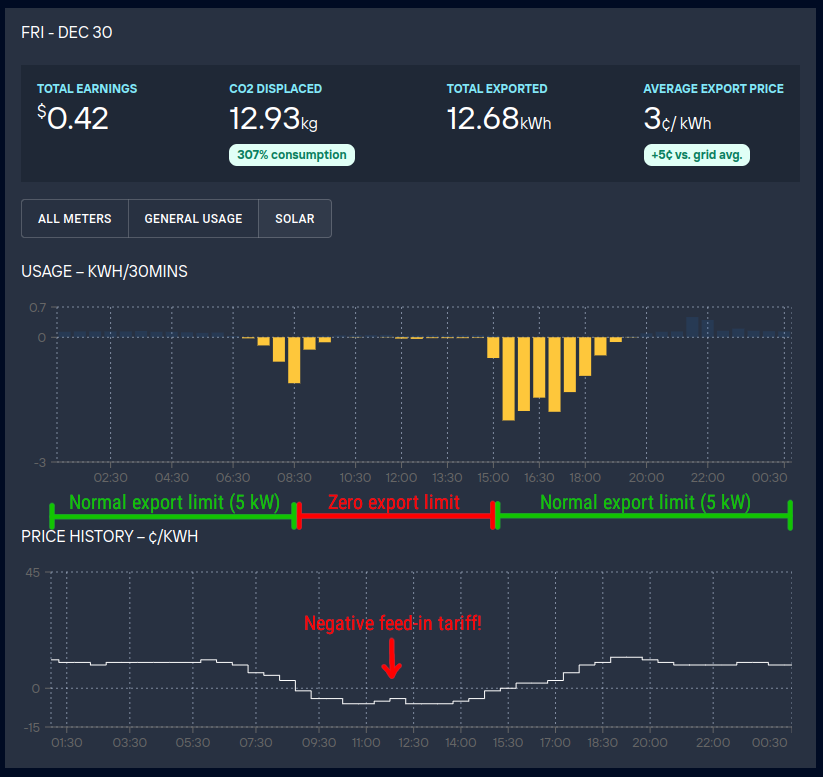 FRI - DEC 30
TOTAL EARNINGS CO2 DISPLACED TOTAL EXPORTED AVERAGE EXPORT PRICE
$0.42 12.93kg 12.68kWh 3¢/ kWh
307% consumption +5¢ vs. grid avg.
ALL METERS GENERAL USAGE SOLAR
USAGE – KWH/30MINS
0.7
0
-3
02:30 04:30 06:30 08:30 10:30 12:00 13:30 15:00 16:30 18:00 20:00 22:00 00:30
Normal export limit (5 kW) Zero export limit Normal export limit (5 kW)
PRICE HISTORY – ¢/KWH
45
Negative feed-in tariff!
0
-15
01:30 03:30 05:30 07:30 09:30 11:00 12:30 14:00 15:30 17:00 18:30 20:00 22:00 00:30